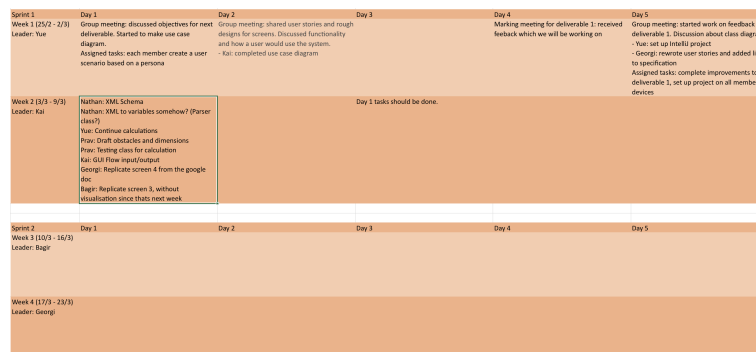 Sprint 1 Day 1 Day 2 Day 3 Day 4 Day 5
Week 1 (25/2 - 2/3)
Leader: Yue
Group meeting: discussed objectives for next
deliverable. Started to make use case
diagram.
Assigned tasks: each member create a user
scenario based on a persona
Group meeting: shared user stories and rough
designs for screens. Discussed functionality
and how a user would use the system.
- Kai: completed use case diagram
Marking meeting for deliverable 1: received
feeback which we will be working on
Group meeting: started work on feedback
deliverable 1. Discussion about class
- Yue: set up IntelliJ project
- Georgi: rewrote user stories and added
to specification
Assigned tasks: complete improvements
deliverable 1, set up project on all
devices
Week 2 (3/3 - 9/3)
Leader: Kai
Nathan: XML Schema
Nathan: XML to variables somehow? (Parser
class?)
Yue: Continue calculations
Prav: Draft obstacles and dimensions
Prav: Testing class for calculation
Kai: GUI Flow input/output
Georgi: Replicate screen 4 from the google
doc
Bagir: Replicate screen 3, without
visualisation since thats next week
Day 1 tasks should be done.
Sprint 2 Day 1 Day 2 Day 3 Day 4 Day 5
Week 3 (10/3 - 16/3)
Leader: Bagir
Week 4 (17/3 - 23/3)
Leader: Georgi